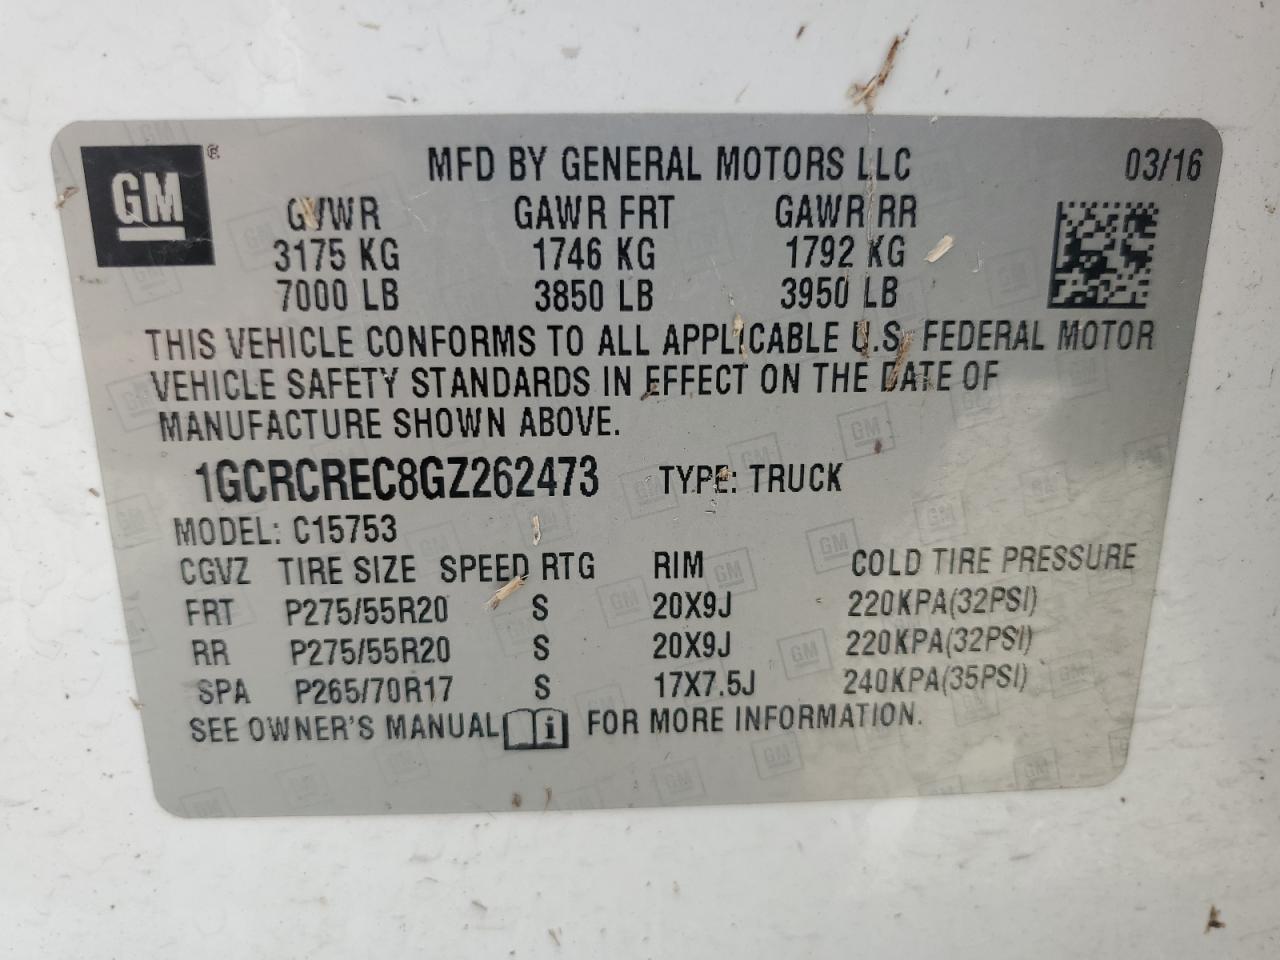 GM ® MFD BY GENERAL MOTORS LLC 03/16
GVWR GAWR FRT GAWR RR
3175 KG 1746 KG 1792 KG
7000 LB 3850 LB 3950 LB
THIS VEHICLE CONFORMS TO ALL APPLICABLE U.S. FEDERAL MOTOR
VEHICLE SAFETY STANDARDS IN EFFECT ON THE DATE OF
MANUFACTURE SHOWN ABOVE.
1GCRCREC8GZ262473 TYPE: TRUCK
MODEL: C15753
CGVZ TIRE SIZE SPEED RTG RIM COLD TIRE PRESSURE
FRT P275/55R20 S 20X9J 220KPA(32PSI)
RR P275/55R20 S 20X9J 220KPA(32PSI)
SPA P265/70R17 S 17X7.5J 240KPA(35PSI)
SEE OWNER'S MANUAL i FOR MORE INFORMATION.